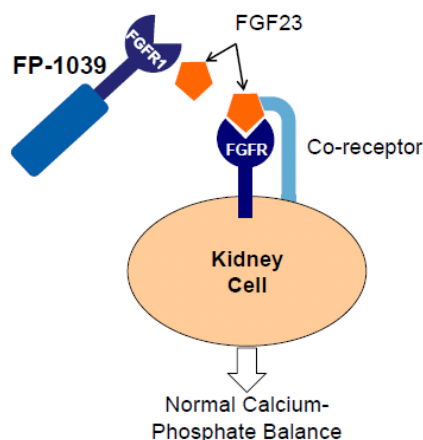 FGF23
FGFR1
FP-1039
FGFR
Co-receptor
Kidney
Cell
Normal Calcium-
Phosphate Balance